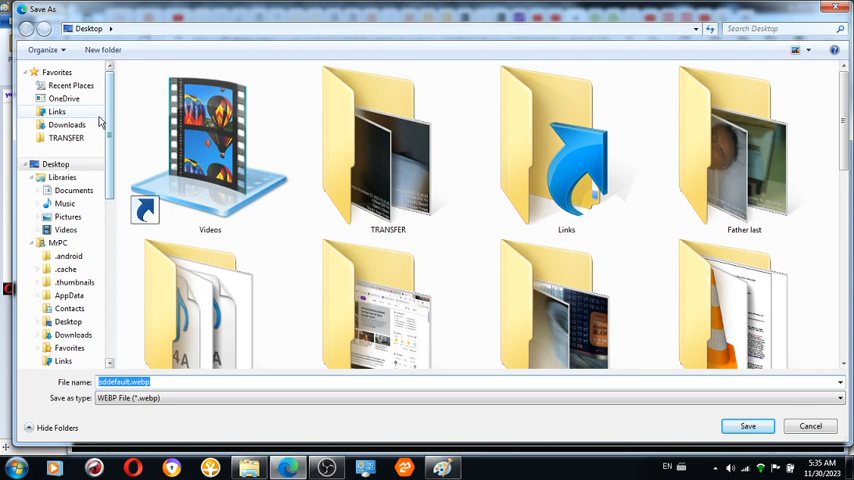 Save As
Desktop
Search Desktop
Organize
New folder
Favorites
Recent Places
OneDrive
Links
Downloads
TRANSFER
Desktop
Libraries
Documents
Music
Pictures
Videos
MrPC
.android
.cache
.thumbnails
AppData
Contacts
Desktop
Downloads
Favorites
Links
Videos
TRANSFER
Links
Father last
File name: sddefault.webp
Save as type: WEBP File (*.webp)
Hide Folders
Save
Cancel
EN
5:35 AM
11/30/2023